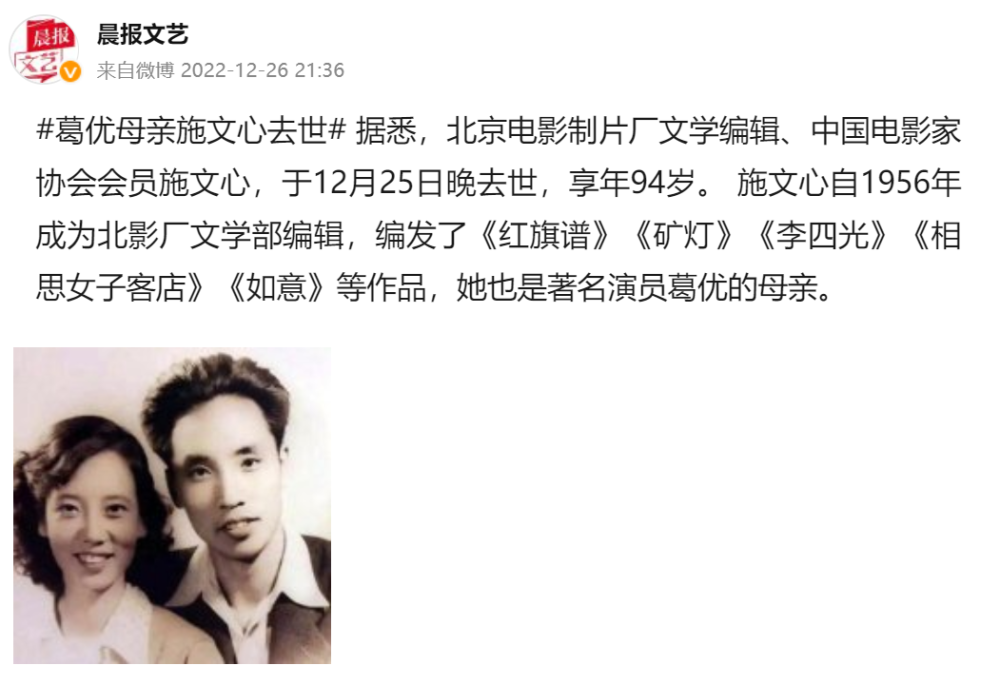 晨报
文艺
晨报文艺
来自微博 2022-12-26 21:36
#葛优母亲施文心去世# 据悉，北京电影制片厂文学编辑、中国电影家
协会会员施文心，于12月25日晚去世，享年94岁。 施文心自1956年
成为北影厂文学部编辑，编发了《红旗谱》《矿灯》《李四光》《相
思女子客店》《如意》等作品，她也是著名演员葛优的母亲。